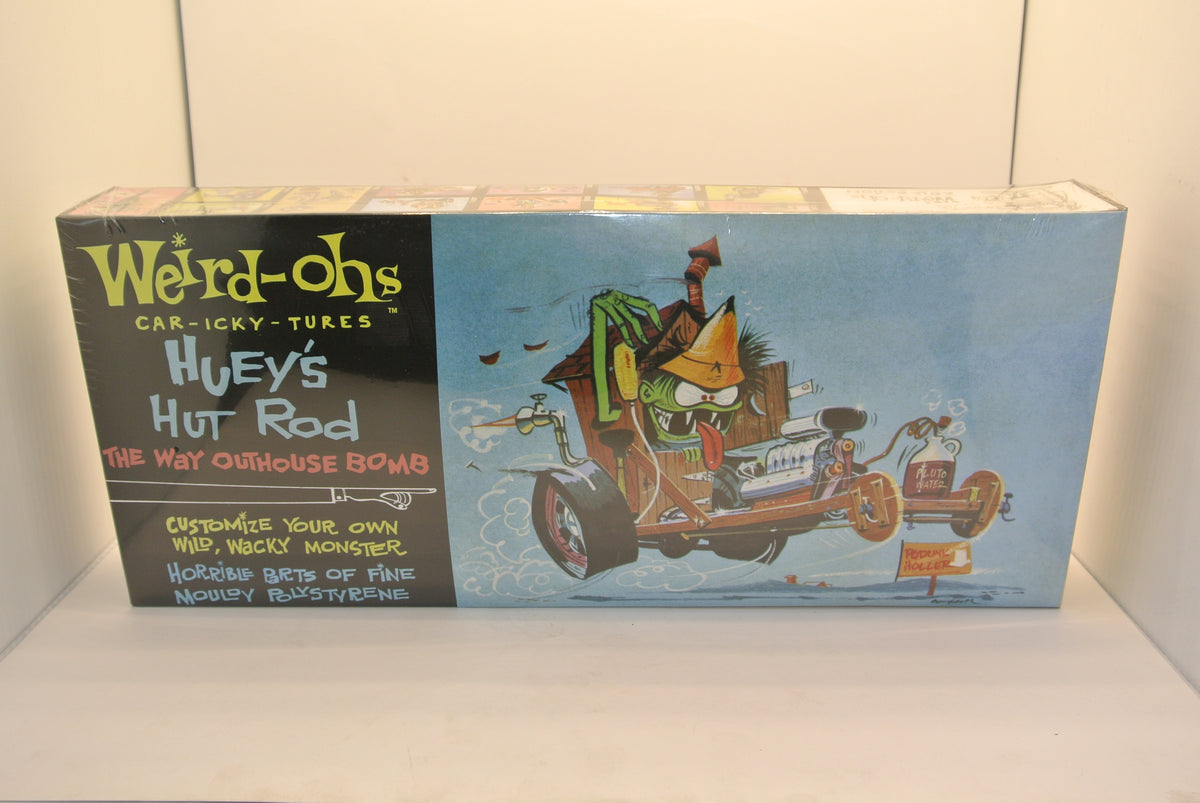 Weird-ohs
™
CAR-ICKY-TURES
HUEY'S
HUT Rod
THE WAY OUTHOUSE BOMB
CUSTOMIZE YOUR OWN
WILD, WACKY MONSTER
HORRIBLE PARTS OF FINE
MOULDY POLYSTYRENE
PLUTO
WATER
PODUNK
HOLLER